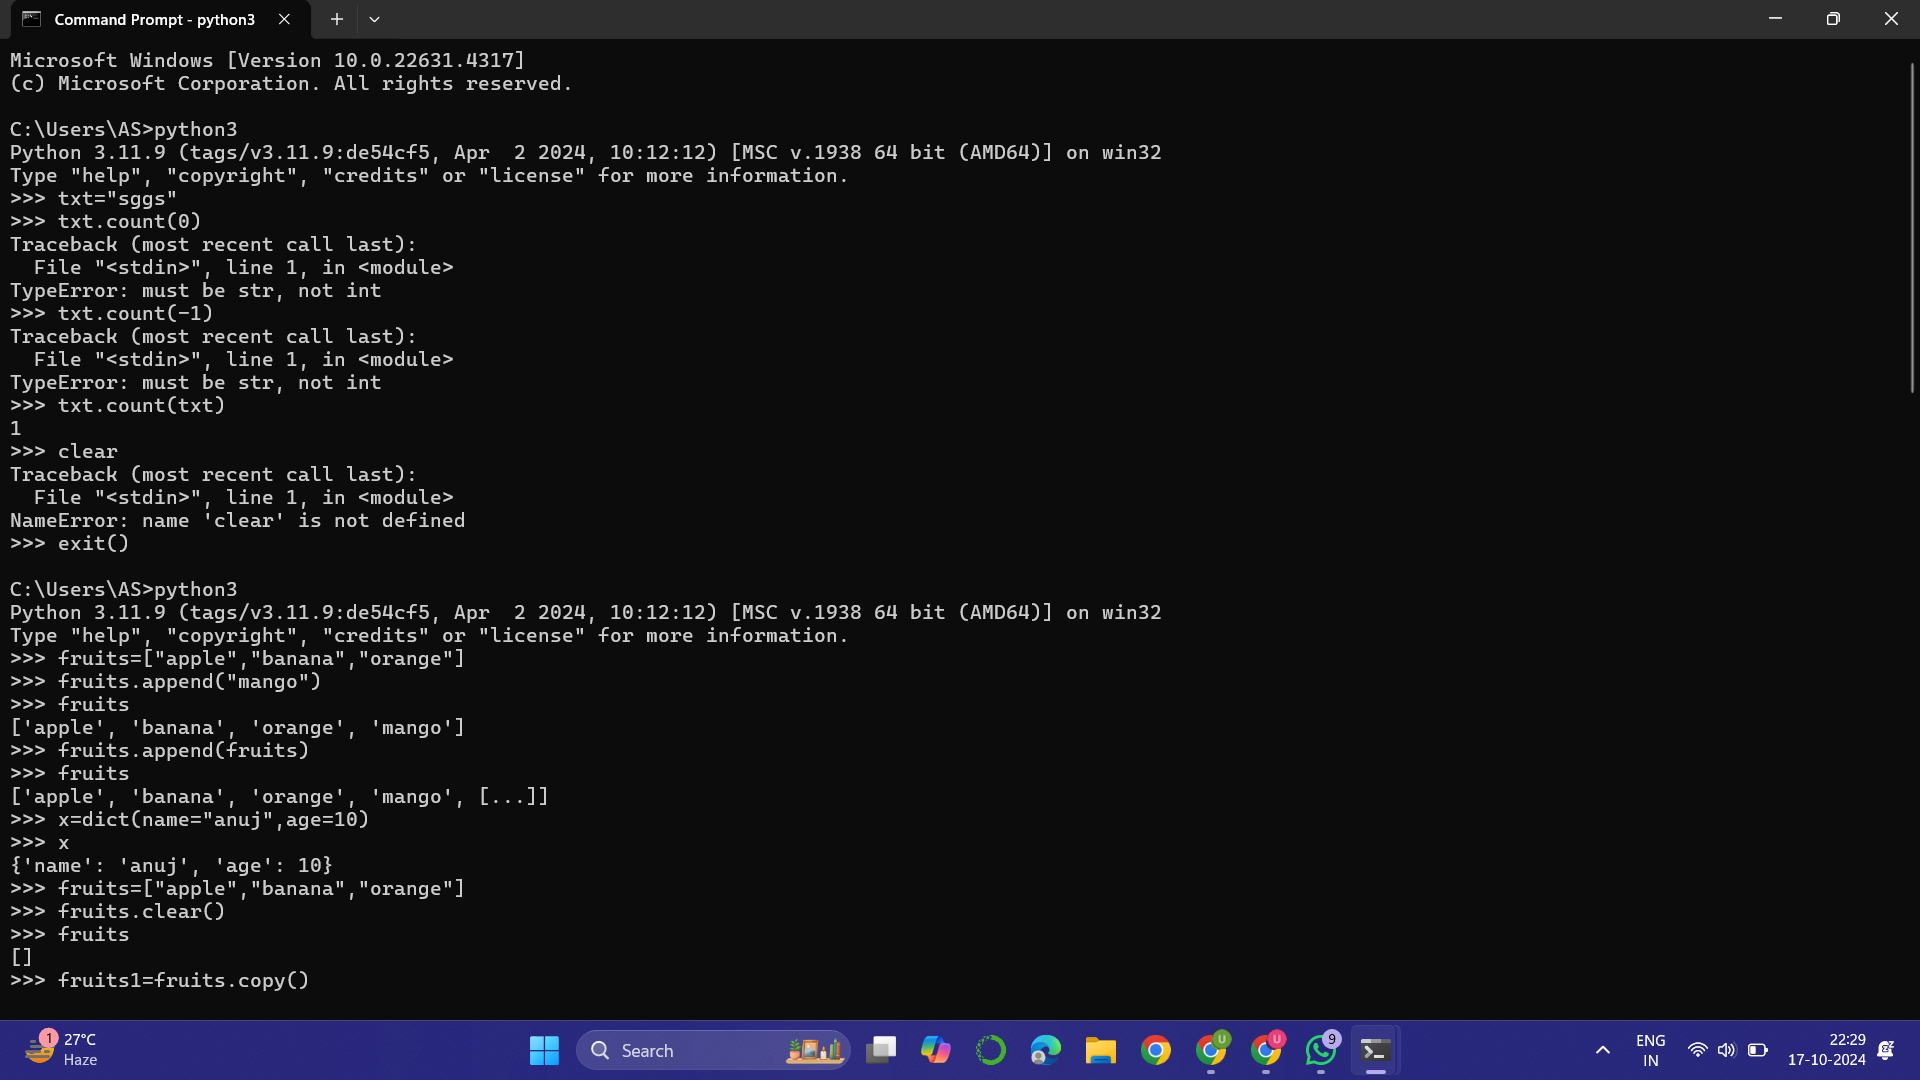 Command Prompt - python3
Microsoft Windows [Version 10.0.22631.4317]
(c) Microsoft Corporation. All rights reserved.
C:\Users\AS>python3
Python 3.11.9 (tags/v3.11.9:de54cf5, Apr  2 2024, 10:12:12) [MSC v.1938 64 bit (AMD64)] on win32
Type "help", "copyright", "credits" or "license" for more information.
>>> txt="sggs"
>>> txt.count(0)
Traceback (most recent call last):
  File "<stdin>", line 1, in <module>
TypeError: must be str, not int
>>> txt.count(-1)
Traceback (most recent call last):
  File "<stdin>", line 1, in <module>
TypeError: must be str, not int
>>> txt.count(txt)
1
>>> clear
Traceback (most recent call last):
  File "<stdin>", line 1, in <module>
NameError: name 'clear' is not defined
>>> exit()
C:\Users\AS>python3
Python 3.11.9 (tags/v3.11.9:de54cf5, Apr  2 2024, 10:12:12) [MSC v.1938 64 bit (AMD64)] on win32
Type "help", "copyright", "credits" or "license" for more information.
>>> fruits=["apple","banana","orange"]
>>> fruits.append("mango")
>>> fruits
['apple', 'banana', 'orange', 'mango']
>>> fruits.append(fruits)
>>> fruits
['apple', 'banana', 'orange', 'mango', [...]]
>>> x=dict(name="anuj",age=10)
>>> x
{'name': 'anuj', 'age': 10}
>>> fruits=["apple","banana","orange"]
>>> fruits.clear()
>>> fruits
[]
>>> fruits1=fruits.copy()
1
27°C
Haze
Search
U
U
9
ENG
IN
22:29
17-10-2024